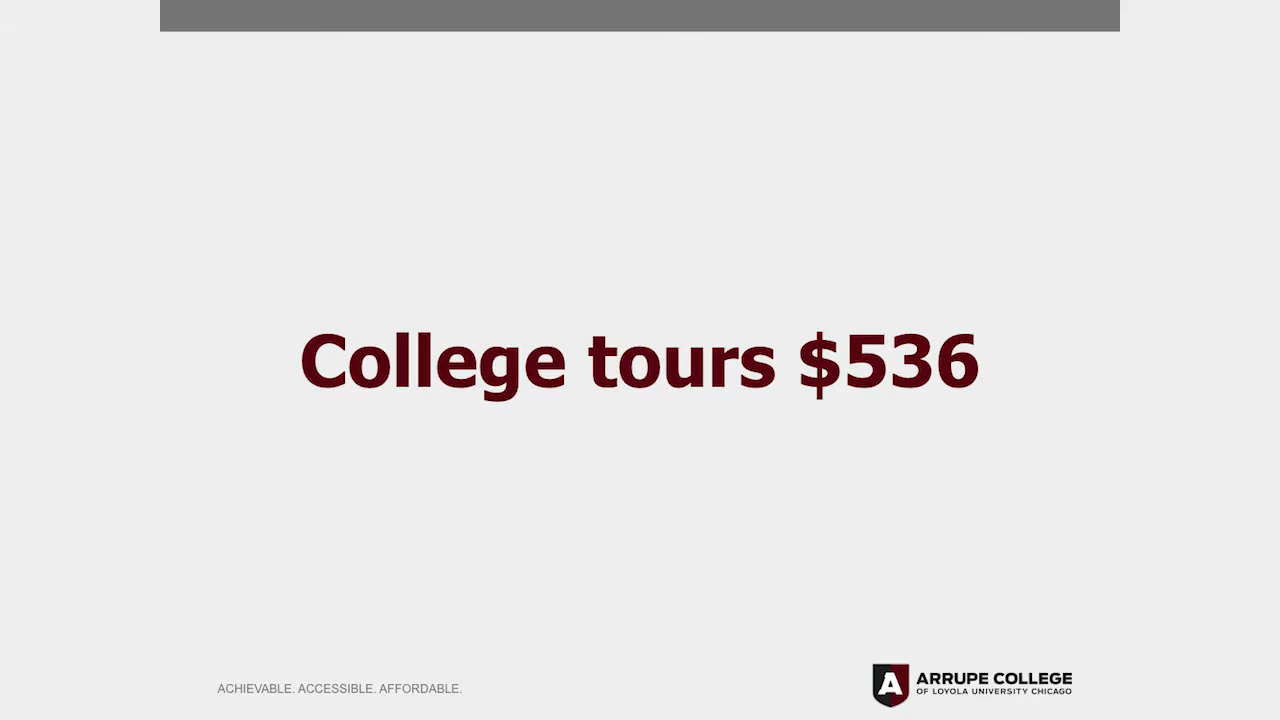 College tours $536
ACHIEVABLE. ACCESSIBLE. AFFORDABLE.
A
ARRUPE COLLEGE
OF LOYOLA UNIVERSITY CHICAGO